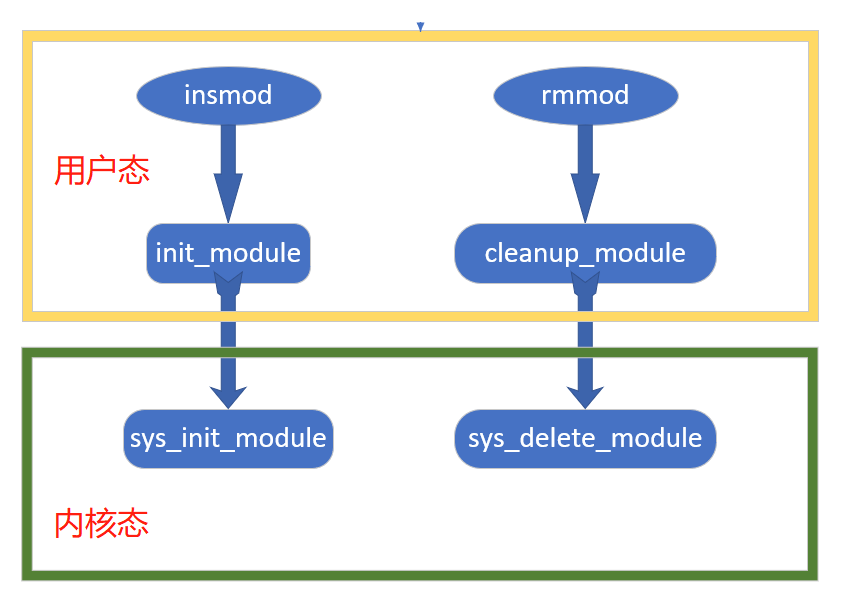 insmod
rmmod
用户态
init_module
cleanup_module
sys_init_module
sys_delete_module
内核态